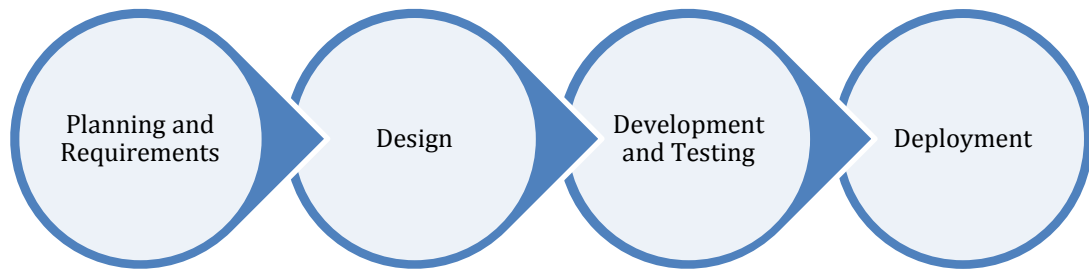 Planning and
Requirements
Design
Development
and Testing
Deployment